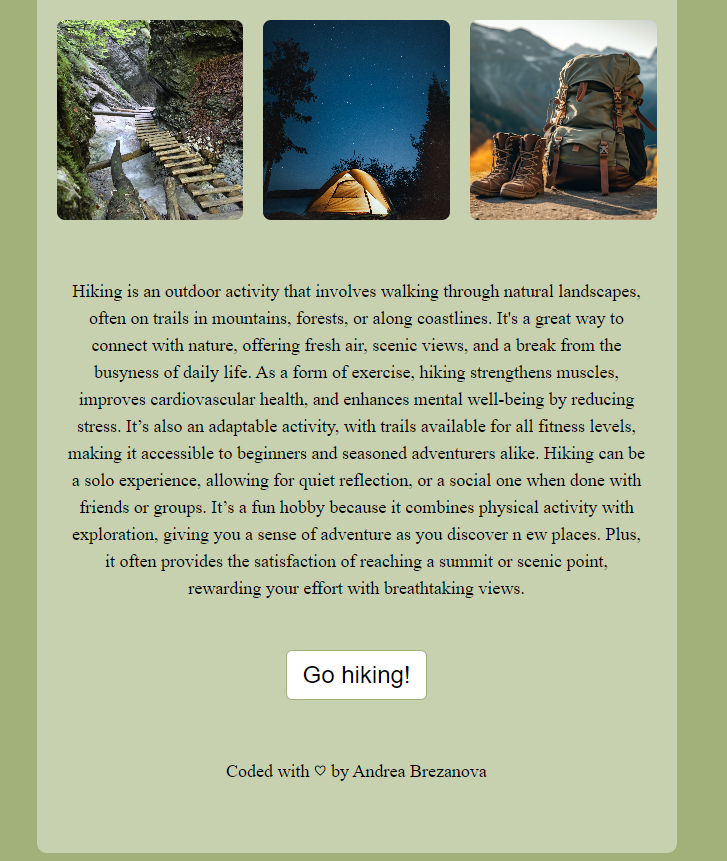 Hiking is an outdoor activity that involves walking through natural landscapes,
often on trails in mountains, forests, or along coastlines. It's a great way to
connect with nature, offering fresh air, scenic views, and a break from the
busyness of daily life. As a form of exercise, hiking strengthens muscles,
improves cardiovascular health, and enhances mental well-being by reducing
stress. It’s also an adaptable activity, with trails available for all fitness levels,
making it accessible to beginners and seasoned adventurers alike. Hiking can be
a solo experience, allowing for quiet reflection, or a social one when done with
friends or groups. It’s a fun hobby because it combines physical activity with
exploration, giving you a sense of adventure as you discover n ew places. Plus,
it often provides the satisfaction of reaching a summit or scenic point,
rewarding your effort with breathtaking views.
Go hiking!
Coded with ♡ by Andrea Brezanova